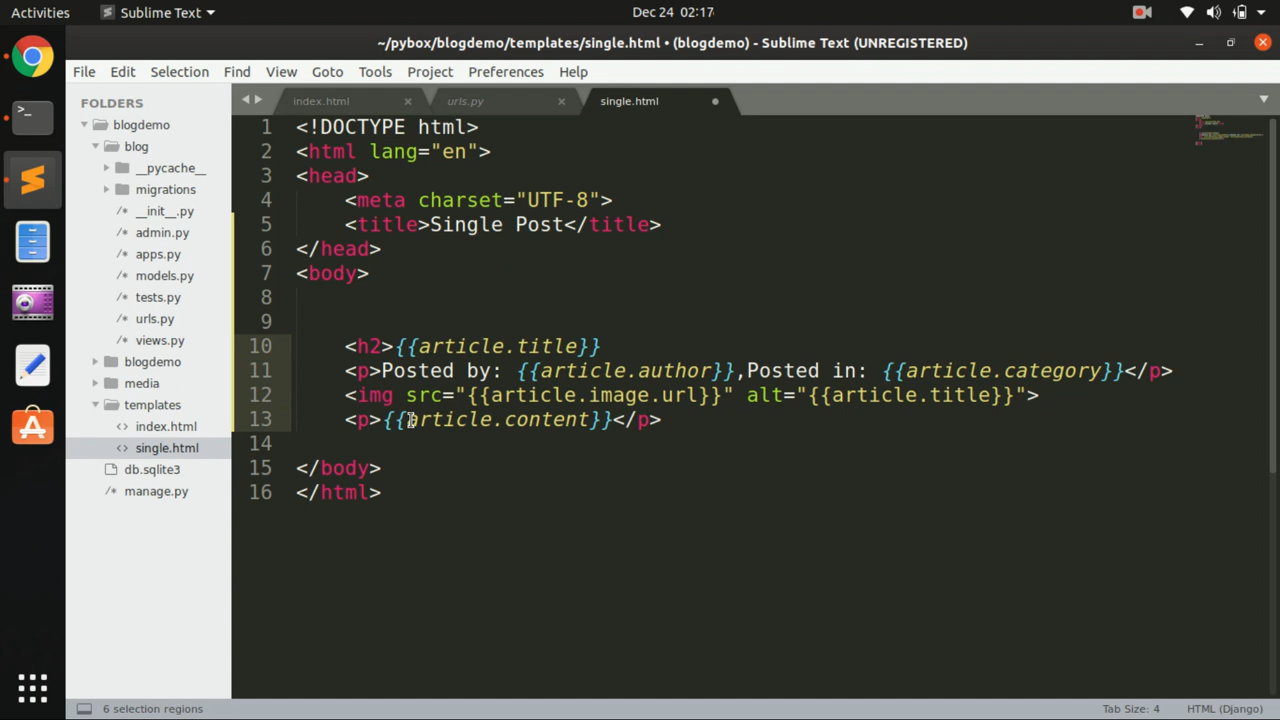 Activities
Sublime Text
Dec 24 02:17
~/pybox/blogdemo/templates/single.html • (blogdemo) - Sublime Text (UNREGISTERED)
File Edit Selection Find View Goto Tools Project Preferences Help
FOLDERS
blogdemo
blog
__pycache__
migrations
/* __init__.py
/* admin.py
/* apps.py
/* models.py
/* tests.py
/* urls.py
/* views.py
blogdemo
media
templates
<> index.html
<> single.html
db.sqlite3
/* manage.py
index.html
urls.py
single.html
1 <!DOCTYPE html>
2 <html lang="en">
3 <head>
4 <meta charset="UTF-8">
5 <title>Single Post</title>
6 </head>
7 <body>
8
9
10 <h2>{{article.title}}
11 <p>Posted by: {{article.author}},Posted in: {{article.category}}</p>
12 <img src="{{article.image.url}}" alt="{{article.title}}">
13 <p>{{article.content}}</p>
14
15 </body>
16 </html>
6 selection regions
Tab Size: 4
HTML (Django)